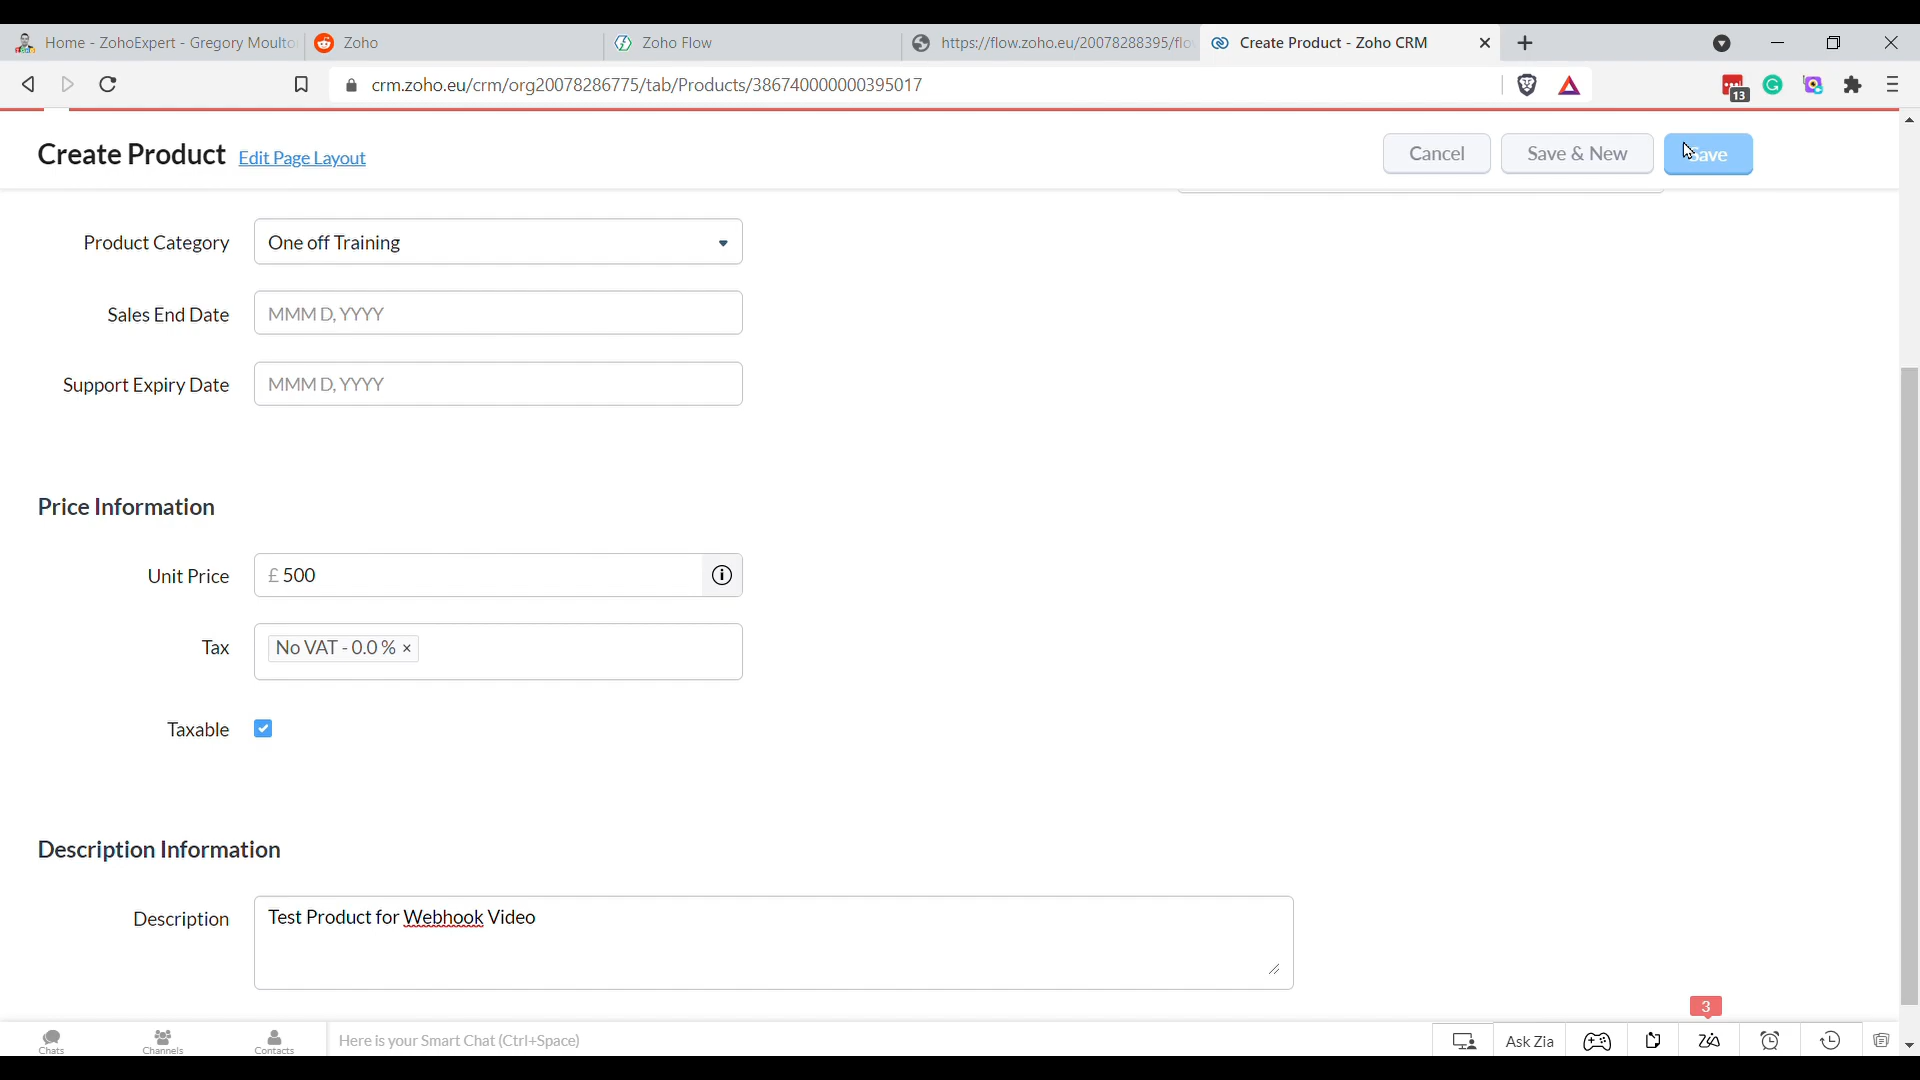 Home - ZohoExpert - Gregory Moulto
Zoho
Zoho Flow
https://flow.zoho.eu/20078288395/flo
Create Product - Zoho CRM
crm.zoho.eu/crm/org20078286775/tab/Products/386740000000395017
13
Create Product
Edit Page Layout
Cancel
Save & New
Save
Product Category
One off Training
Sales End Date
MMM D, YYYY
Support Expiry Date
MMM D, YYYY
Price Information
Unit Price
£ 500
Tax
No VAT - 0.0 % ×
Taxable
Description Information
Description
Test Product for Webhook Video
3
Chats
Channels
Contacts
Here is your Smart Chat (Ctrl+Space)
Ask Zia